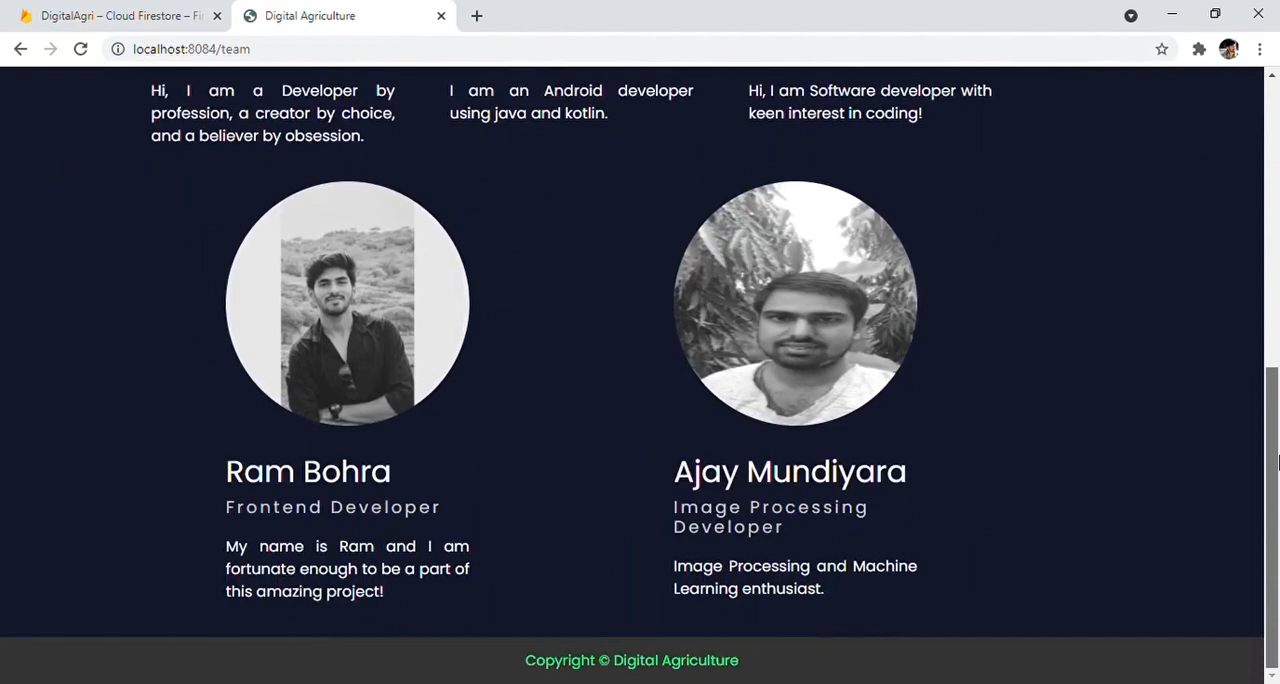 DigitalAgri – Cloud Firestore – Fi
Digital Agriculture
localhost:8084/team
Hi, I am a Developer by
profession, a creator by choice,
and a believer by obsession.
I am an Android developer
using java and kotlin.
Hi, I am Software developer with
keen interest in coding!
Ram Bohra
Frontend Developer
My name is Ram and I am
fortunate enough to be a part of
this amazing project!
Ajay Mundiyara
Image Processing
Developer
Image Processing and Machine
Learning enthusiast.
Copyright © Digital Agriculture